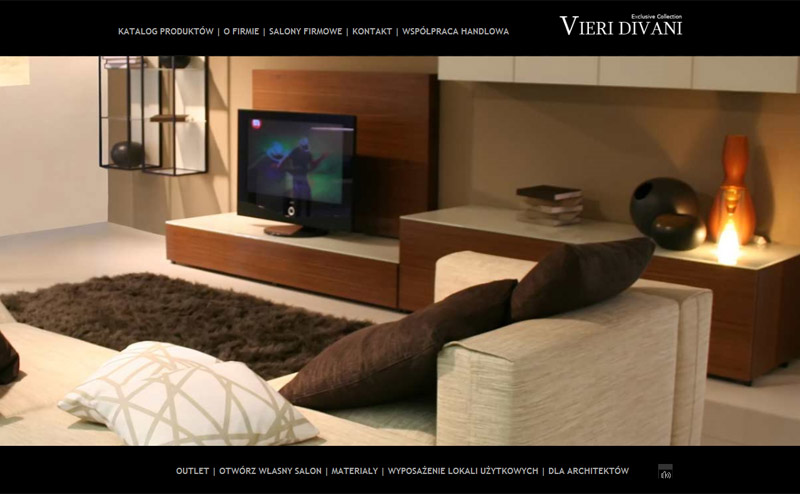 KATALOG PRODUKTÓW | O FIRMIE | SALONY FIRMOWE | KONTAKT | WSPÓŁPRACA HANDLOWA
Exclusive Collection
VIERI DIVANI
OUTLET | OTWÓRZ WŁASNY SALON | MATERIAŁY | WYPOSAŻENIE LOKALI UŻYTKOWYCH | DLA ARCHITEKTÓW